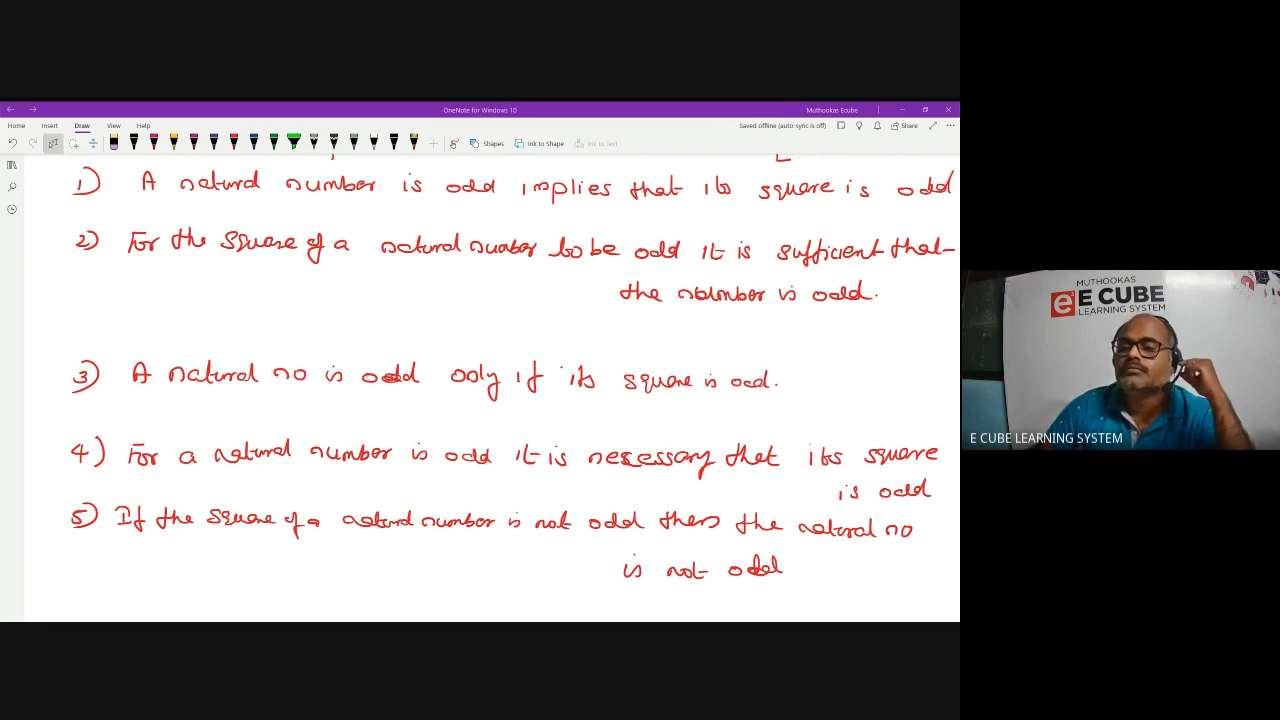 OneNote for Windows 10
Muthookas Ecube
Home Insert Draw View Help
Saved offline (auto-sync is off)
Share
Shapes
Ink to Shape
Ink to Text
1) A natural number is odd implies that its square is odd
2) For the square of a natural number to be odd it is sufficient that
the number is odd.
3) A natural no is odd only if its square is odd.
4) For a natural number is odd it is necessary that its square
is odd
5) If the square of a natural number is not odd then the natural no
is not odd
MUTHOOKAS
e3 E CUBE
LEARNING SYSTEM
E CUBE LEARNING SYSTEM